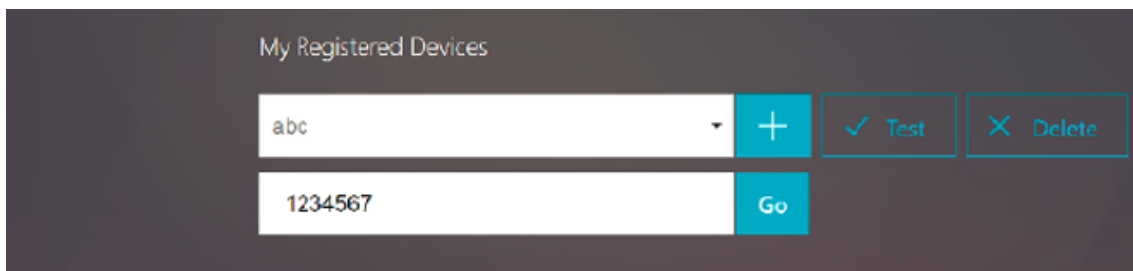 My Registered Devices
abc + ✓ Test ✕ Delete
1234567 Go